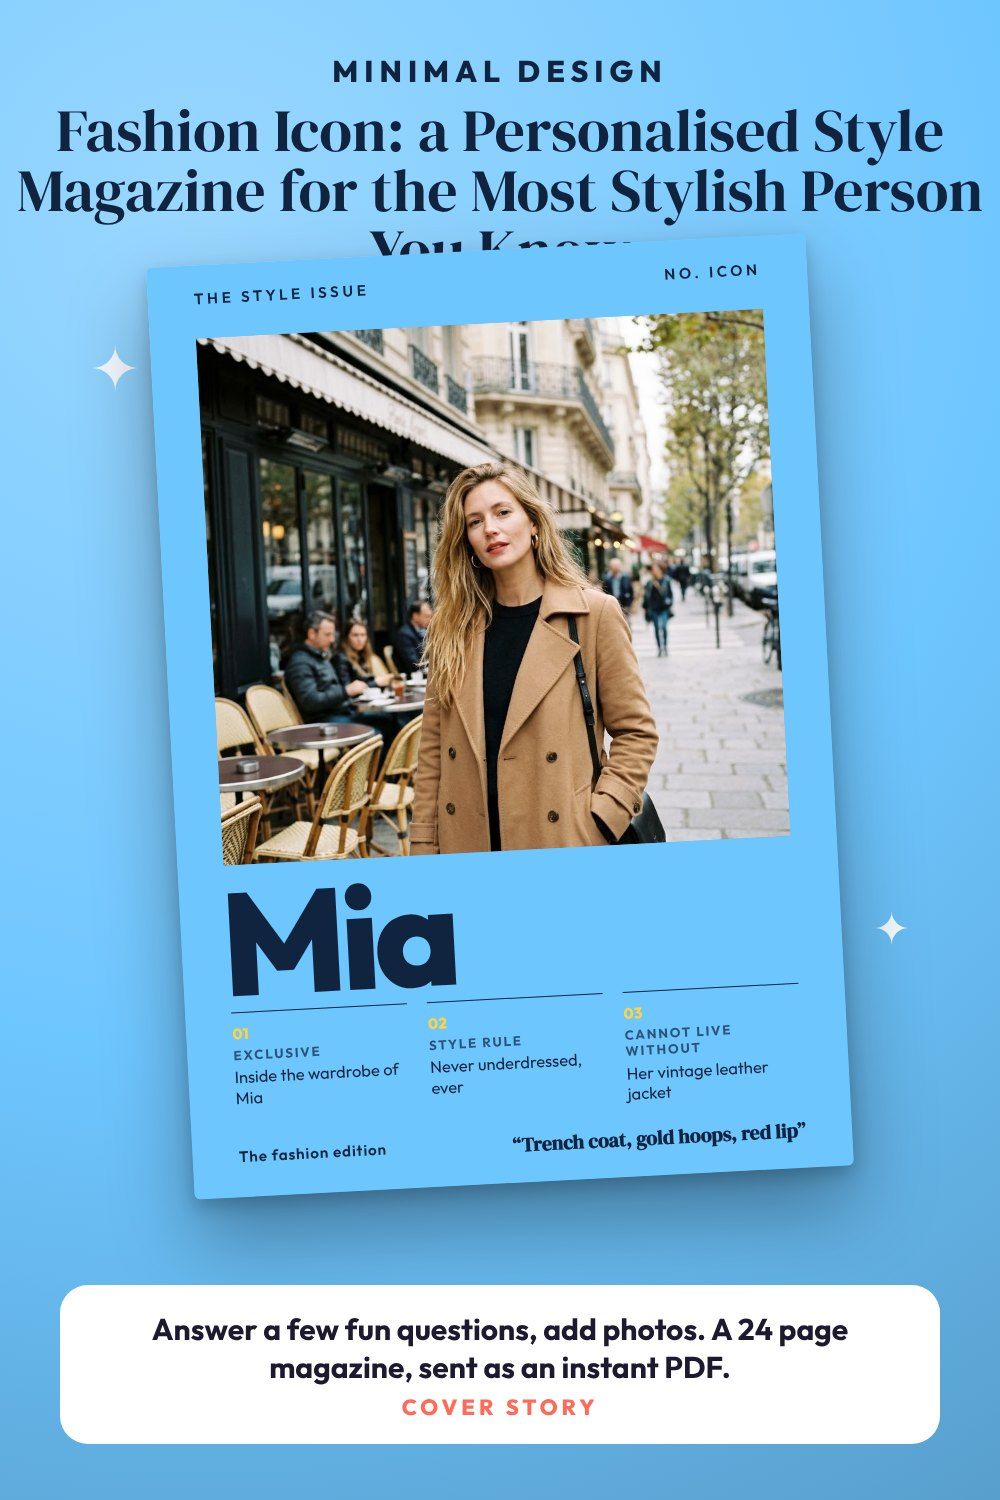 MINIMAL DESIGN
Fashion Icon: a Personalised Style
Magazine for the Most Stylish Person
You Know
THE STYLE ISSUE
NO. ICON
Mia
01
EXCLUSIVE
Inside the wardrobe of
Mia
02
STYLE RULE
Never underdressed,
ever
03
CANNOT LIVE
WITHOUT
Her vintage leather
jacket
The fashion edition
“Trench coat, gold hoops, red lip”
Answer a few fun questions, add photos. A 24 page
magazine, sent as an instant PDF.
COVER STORY